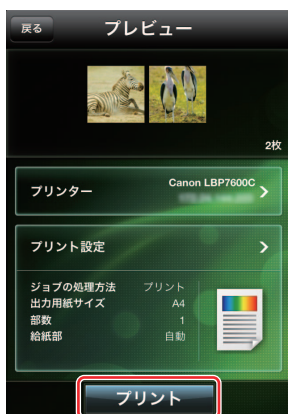 戻る
プレビュー
2枚
プリンター
Canon LBP7600C
プリント設定
ジョブの処理方法 プリント
出力用紙サイズ A4
部数 1
給紙部 自動
プリント